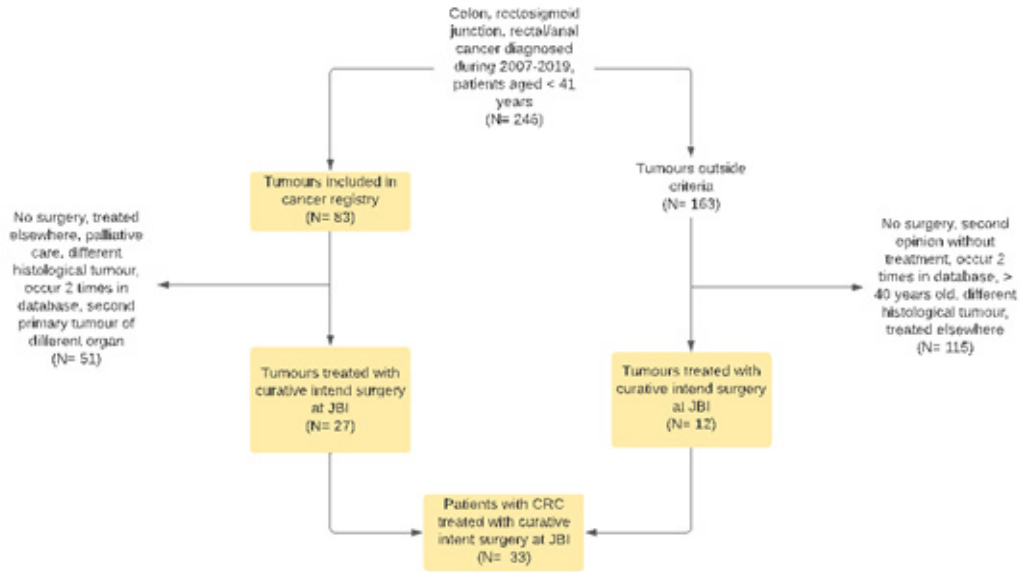 Colon, rectosigmoid
junction, rectal/anal
cancer diagnosed
during 2007-2019,
patients aged < 41
years
(N= 246)
Tumours included in
cancer registry
(N= 83)
Tumours outside
criteria
(N= 163)
No surgery, treated
elsewhere, palliative
care, different
histological tumour,
occur 2 times in
database, second
primary tumour of
different organ
(N= 51)
No surgery, second
opinion without
treatment, occur 2
times in database, >
40 years old, different
histological tumour,
treated elsewhere
(N= 115)
Tumours treated with
curative intend surgery
at JBI
(N= 27)
Tumours treated with
curative intend surgery
at JBI
(N= 12)
Patients with CRC
treated with curative
intent surgery at JBI
(N= 33)